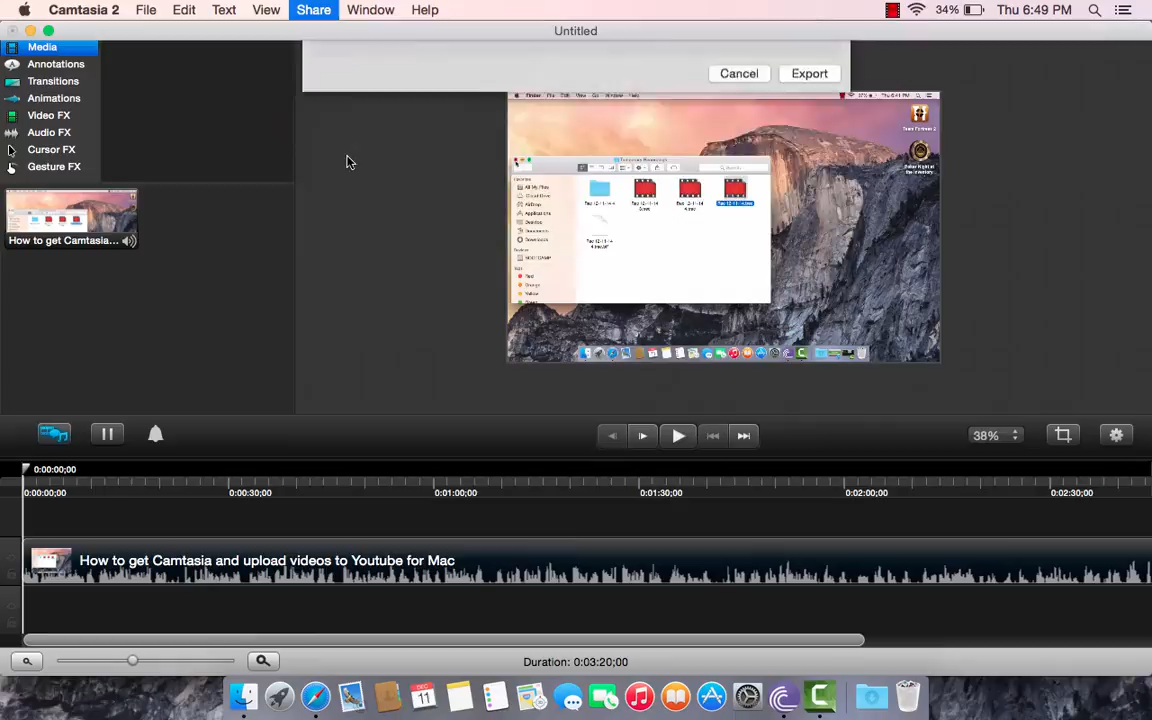 Camtasia 2 File Edit Text View Share Window Help 34% Thu 6:49 PM
Untitled
Media
Annotations
Transitions
Animations
Video FX
Audio FX
Cursor FX
Gesture FX
Cancel Export
How to get Camtasia...
38%
0:00:00;00
0:00:00;00 0:00:30;00 0:01:00;00 0:01:30;00 0:02:00;00 0:02:30;00
How to get Camtasia and upload videos to Youtube for Mac
Duration: 0:03:20;00
DEC
11